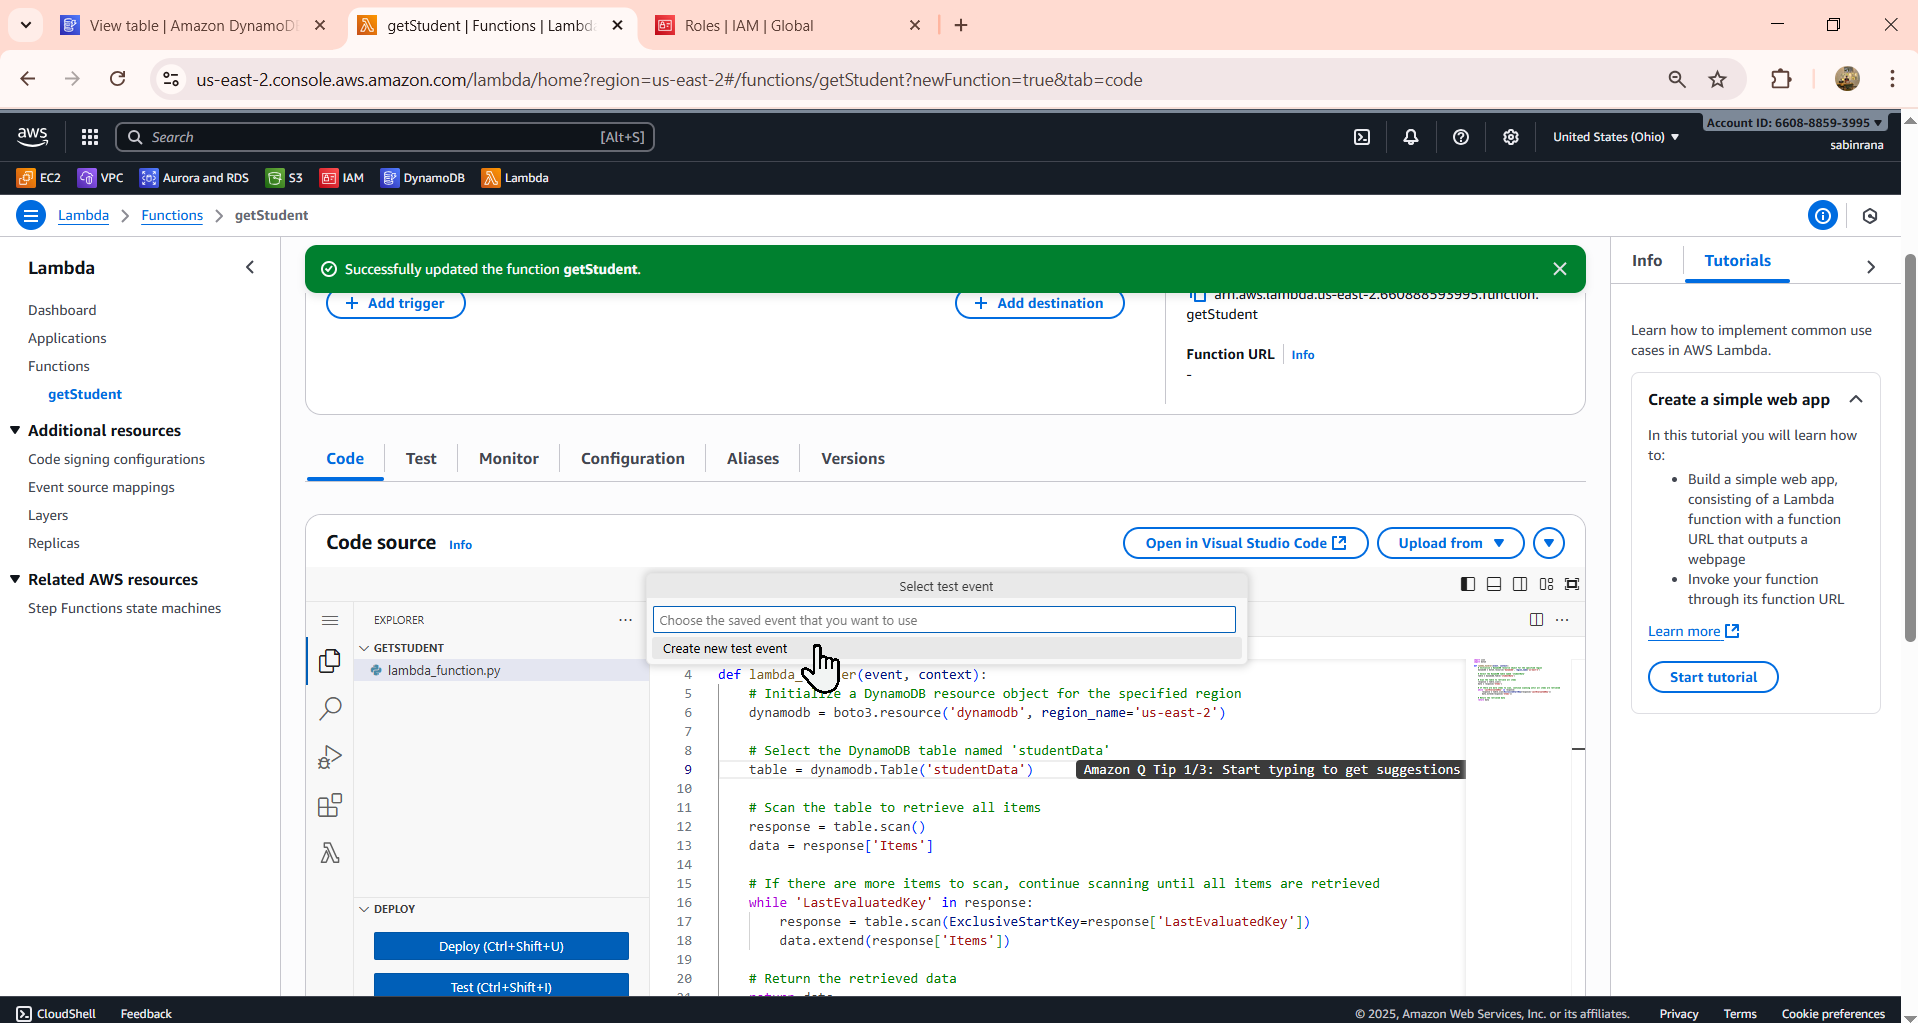 View table | Amazon DynamoDB
getStudent | Functions | Lambda
Roles | IAM | Global
us-east-2.console.aws.amazon.com/lambda/home?region=us-east-2#/functions/getStudent?newFunction=true&tab=code
aws
Search
[Alt+S]
United States (Ohio)
Account ID: 6608-8859-3995
sabinrana
EC2
VPC
Aurora and RDS
S3
IAM
DynamoDB
Lambda
Lambda
Functions
getStudent
Lambda
Dashboard
Applications
Functions
getStudent
Additional resources
Code signing configurations
Event source mappings
Layers
Replicas
Related AWS resources
Step Functions state machines
Successfully updated the function getStudent.
Add trigger
Add destination
arn:aws:lambda:us-east-2:660888593995:function:
getStudent
Function URL
Info
-
Code
Test
Monitor
Configuration
Aliases
Versions
Code source
Info
Open in Visual Studio Code
Upload from
EXPLORER
GETSTUDENT
lambda_function.py
DEPLOY
Deploy (Ctrl+Shift+U)
Test (Ctrl+Shift+I)
Select test event
Choose the saved event that you want to use
Create new test event
4 def lambda_ er(event, context):
5 # Initialize a DynamoDB resource object for the specified region
6 dynamodb = boto3.resource('dynamodb', region_name='us-east-2')
7
8 # Select the DynamoDB table named 'studentData'
9 table = dynamodb.Table('studentData') Amazon Q Tip 1/3: Start typing to get suggestions
10
11 # Scan the table to retrieve all items
12 response = table.scan()
13 data = response['Items']
14
15 # If there are more items to scan, continue scanning until all items are retrieved
16 while 'LastEvaluatedKey' in response:
17 response = table.scan(ExclusiveStartKey=response['LastEvaluatedKey'])
18 data.extend(response['Items'])
19
20 # Return the retrieved data
21 return data
Info
Tutorials
Learn how to implement common use
cases in AWS Lambda.
Create a simple web app
In this tutorial you will learn how
to:
• Build a simple web app,
consisting of a Lambda
function with a function
URL that outputs a
webpage
• Invoke your function
through its function URL
Learn more
Start tutorial
CloudShell
Feedback
© 2025, Amazon Web Services, Inc. or its affiliates.
Privacy
Terms
Cookie preferences